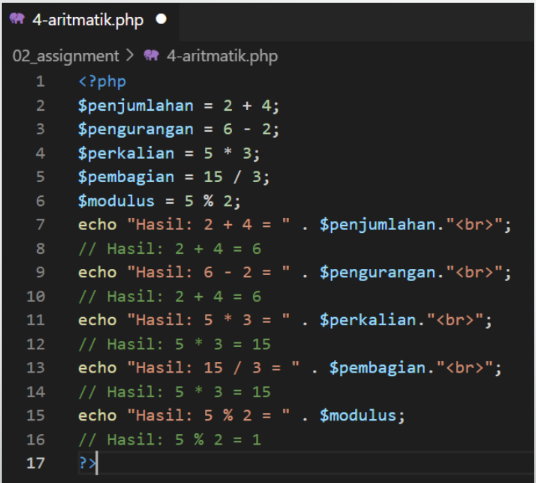 4-aritmatik.php
02_assignment > 4-aritmatik.php
1 <?php
2 $penjumlahan = 2 + 4;
3 $pengurangan = 6 - 2;
4 $perkalian = 5 * 3;
5 $pembagian = 15 / 3;
6 $modulus = 5 % 2;
7 echo "Hasil: 2 + 4 = " . $penjumlahan."<br>";
8 // Hasil: 2 + 4 = 6
9 echo "Hasil: 6 - 2 = " . $pengurangan."<br>";
10 // Hasil: 2 + 4 = 6
11 echo "Hasil: 5 * 3 = " . $perkalian."<br>";
12 // Hasil: 5 * 3 = 15
13 echo "Hasil: 15 / 3 = " . $pembagian."<br>";
14 // Hasil: 5 * 3 = 15
15 echo "Hasil: 5 % 2 = " . $modulus;
16 // Hasil: 5 % 2 = 1
17 ?>